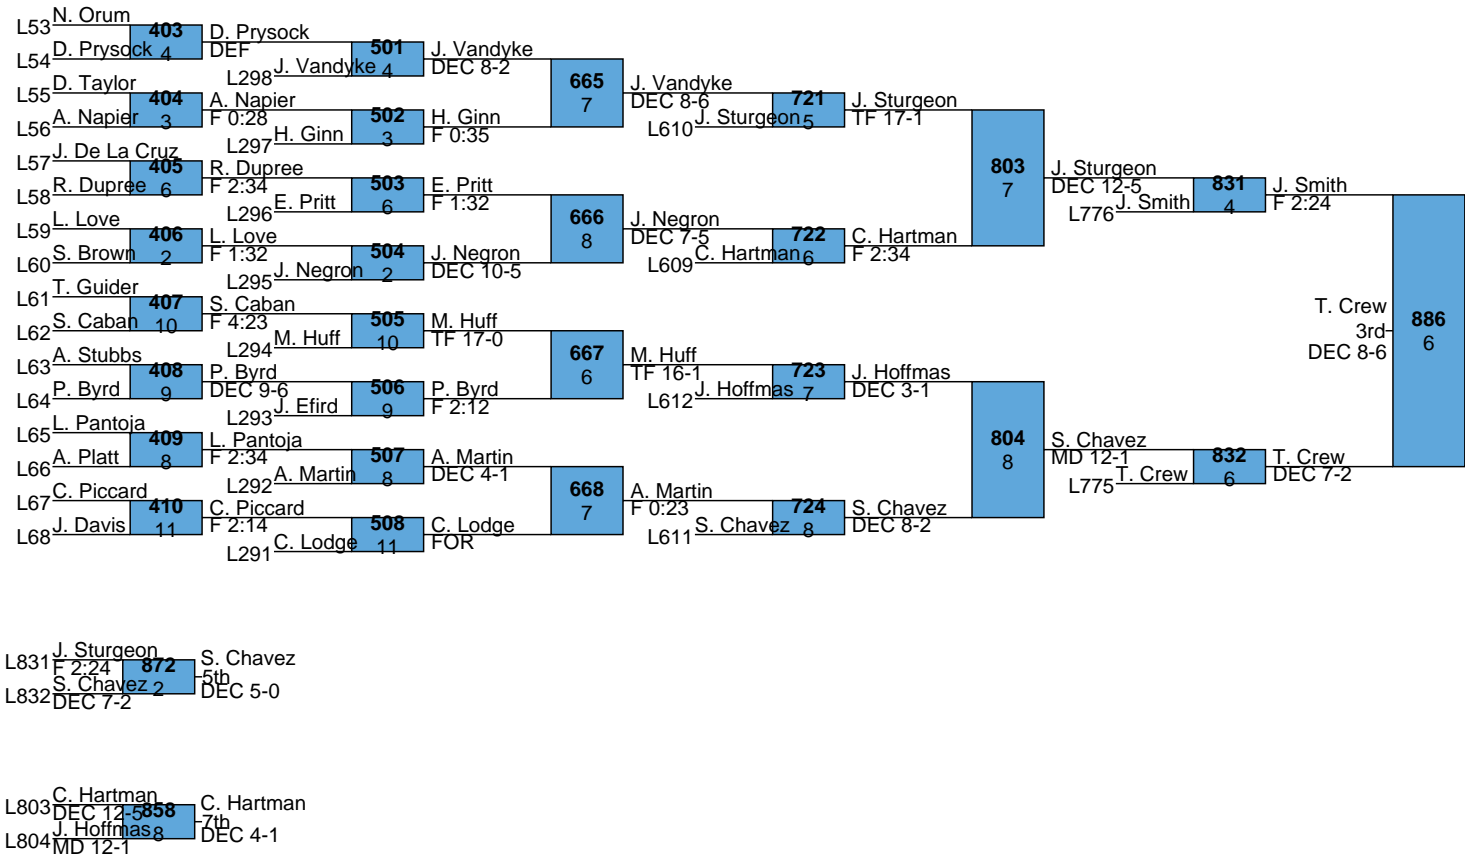 N. Orum
L53
403
D. Prysock
L54
D. Prysock
4
DEF
501
J. Vandyke
L298
J. Vandyke
4
DEC 8-2
D. Taylor
L55
404
A. Napier
L56
A. Napier
3
F 0:28
502
H. Ginn
L297
H. Ginn
3
F 0:35
665
7
J. Vandyke
DEC 8-6
J. De La Cruz
L57
405
R. Dupree
L58
R. Dupree
6
F 2:34
503
E. Pritt
L296
E. Pritt
6
F 1:32
L. Love
L59
406
L. Love
L60
S. Brown
2
F 1:32
504
J. Negron
L295
J. Negron
2
DEC 10-5
666
8
J. Negron
DEC 7-5
T. Guider
L61
407
S. Caban
L62
S. Caban
10
F 4:23
505
M. Huff
L294
M. Huff
10
TF 17-0
A. Stubbs
L63
408
P. Byrd
L64
P. Byrd
9
DEC 9-6
506
P. Byrd
L293
J. Efird
9
F 2:12
667
6
M. Huff
TF 16-1
L. Pantoja
L65
409
L. Pantoja
L66
A. Platt
8
F 2:34
507
A. Martin
L292
A. Martin
8
DEC 4-1
C. Piccard
L67
410
C. Piccard
L68
J. Davis
11
F 2:14
508
C. Lodge
L291
C. Lodge
11
FOR
668
7
A. Martin
F 0:23
721
J. Sturgeon
L610
J. Sturgeon
5
TF 17-1
722
C. Hartman
L609
C. Hartman
6
F 2:34
723
J. Hoffmas
L612
J. Hoffmas
7
DEC 3-1
724
S. Chavez
L611
S. Chavez
8
DEC 8-2
803
7
J. Sturgeon
DEC 12-5
804
8
S. Chavez
MD 12-1
831
J. Smith
L776
J. Smith
4
F 2:24
832
T. Crew
L775
T. Crew
6
DEC 7-2
T. Crew
3rd
DEC 8-6
886
6
J. Sturgeon
L831
F 2:24
872
S. Chavez
5th
S. Chavez
2
DEC 5-0
L832
DEC 7-2
C. Hartman
L803
DEC 12-5
858
C. Hartman
7th
J. Hoffmas
8
DEC 4-1
L804
MD 12-1